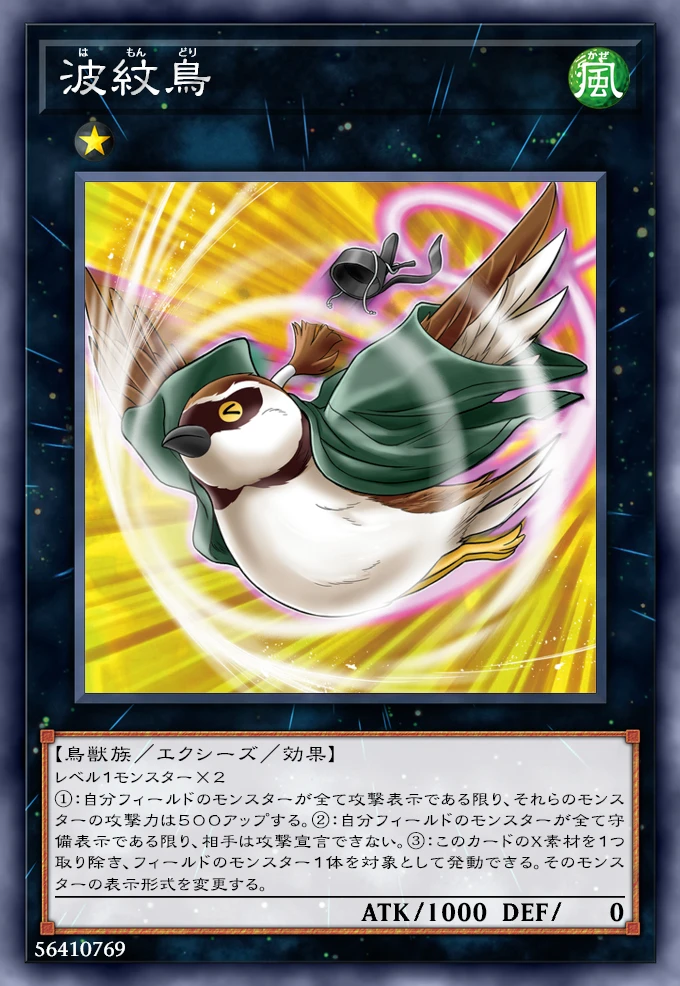 は もん どり
波紋鳥
かぜ
風
【鳥獣族／エクシーズ／効果】
レベル1モンスター×2
①：自分フィールドのモンスターが全て攻撃表示である限り、それらのモンス
ターの攻撃力は５００アップする。②：自分フィールドのモンスターが全て守
備表示である限り、相手は攻撃宣言できない。③：このカードのX素材を１つ
取り除き、フィールドのモンスター１体を対象として発動できる。そのモンス
ターの表示形式を変更する。
ATK/1000 DEF/ 0
56410769